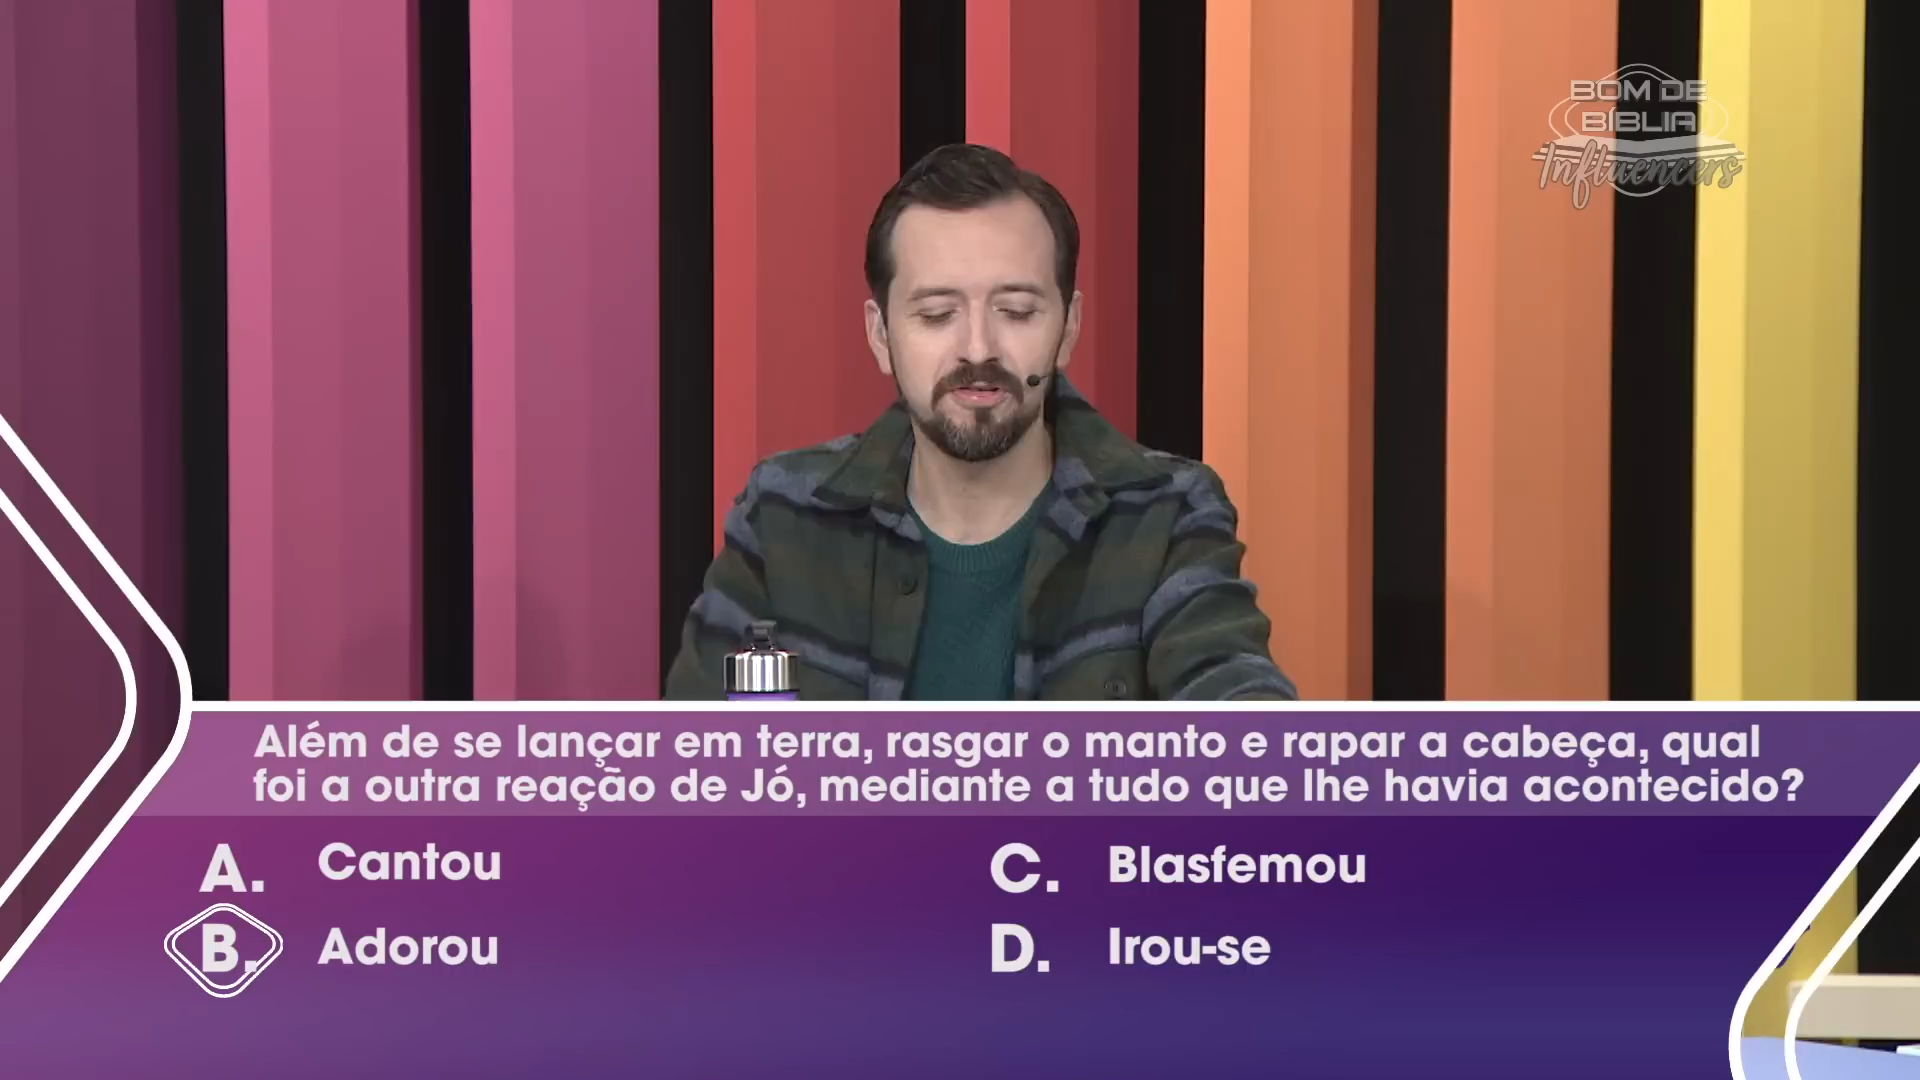 BOM DE
BÍBLIA
Influencers
Além de se lançar em terra, rasgar o manto e rapar a cabeça, qual
foi a outra reação de Jó, mediante a tudo que lhe havia acontecido?
A. Cantou
B. Adorou
C. Blasfemou
D. Irou-se